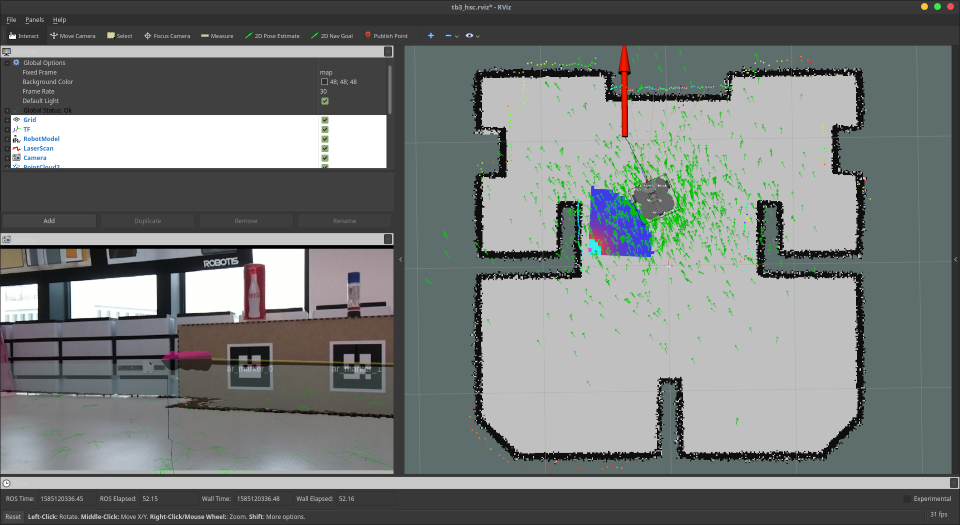 tb3_hsc.rviz* - RViz
File Panels Help
Interact Move Camera Select Focus Camera Measure 2D Pose Estimate 2D Nav Goal Publish Point
Global Options
Fixed Frame map
Background Color 48; 48; 48
Frame Rate 30
Default Light
Global Status: Ok
Grid
TF
RobotModel
LaserScan
Camera
PointCloud2
Add Duplicate Remove Rename
ROBOTIS
ar_marker_0 ar_marker_1
ROS Time: 1585120336.45 ROS Elapsed: 52.15 Wall Time: 1585120336.48 Wall Elapsed: 52.16 Experimental
Reset Left-Click: Rotate. Middle-Click: Move X/Y. Right-Click/Mouse Wheel:: Zoom. Shift: More options. 31 fps